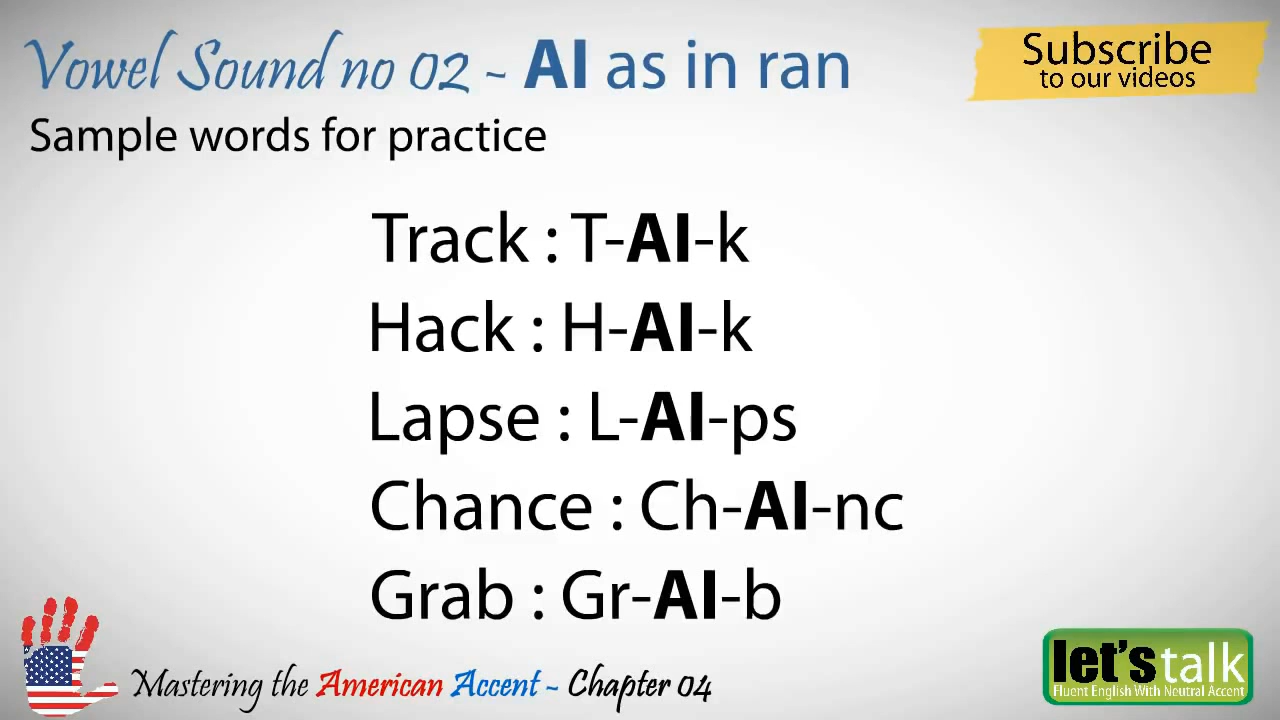 Vowel Sound no 02 - AI as in ran
Subscribe
to our videos
Sample words for practice
Track : T-AI-k
Hack : H-AI-k
Lapse : L-AI-ps
Chance : Ch-AI-nc
Grab : Gr-AI-b
Mastering the American Accent - Chapter 04
let's talk
Fluent English With Neutral Accent